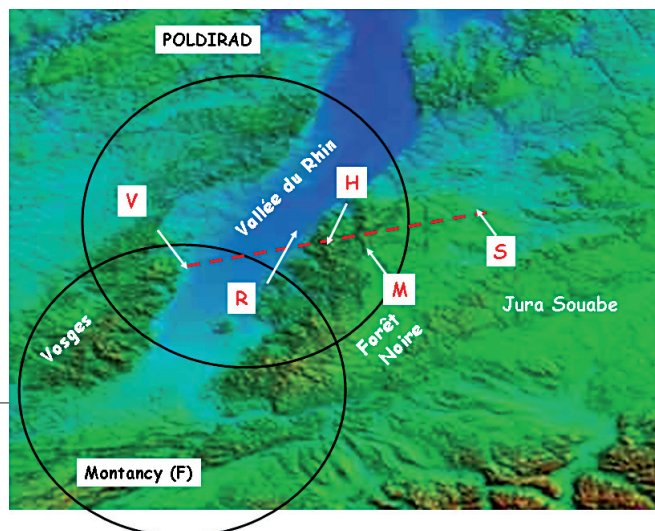 POLDIRAD
V
Vallée du Rhin
H
S
R
M
Jura Souabe
Vosges
Forêt
Noire
Montancy (F)